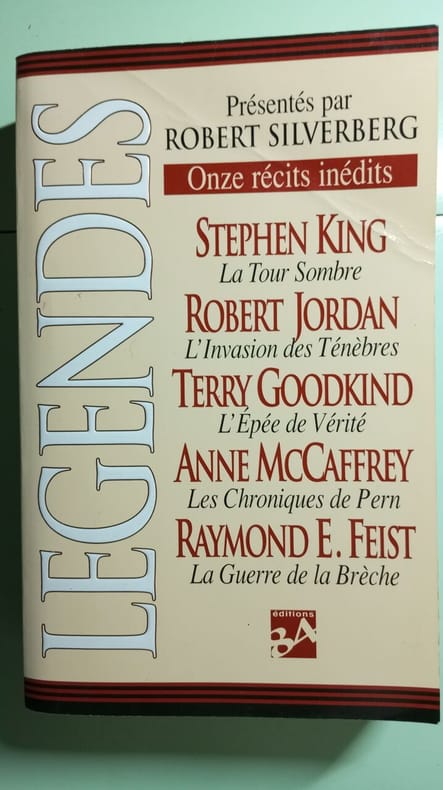 LEGENDES
Présentés par
ROBERT SILVERBERG
Onze récits inédits
STEPHEN KING
La Tour Sombre
ROBERT JORDAN
L'Invasion des Ténèbres
TERRY GOODKIND
L'Épée de Vérité
ANNE MCCAFFREY
Les Chroniques de Pern
RAYMOND E. FEIST
La Guerre de la Brèche
éditions
3A